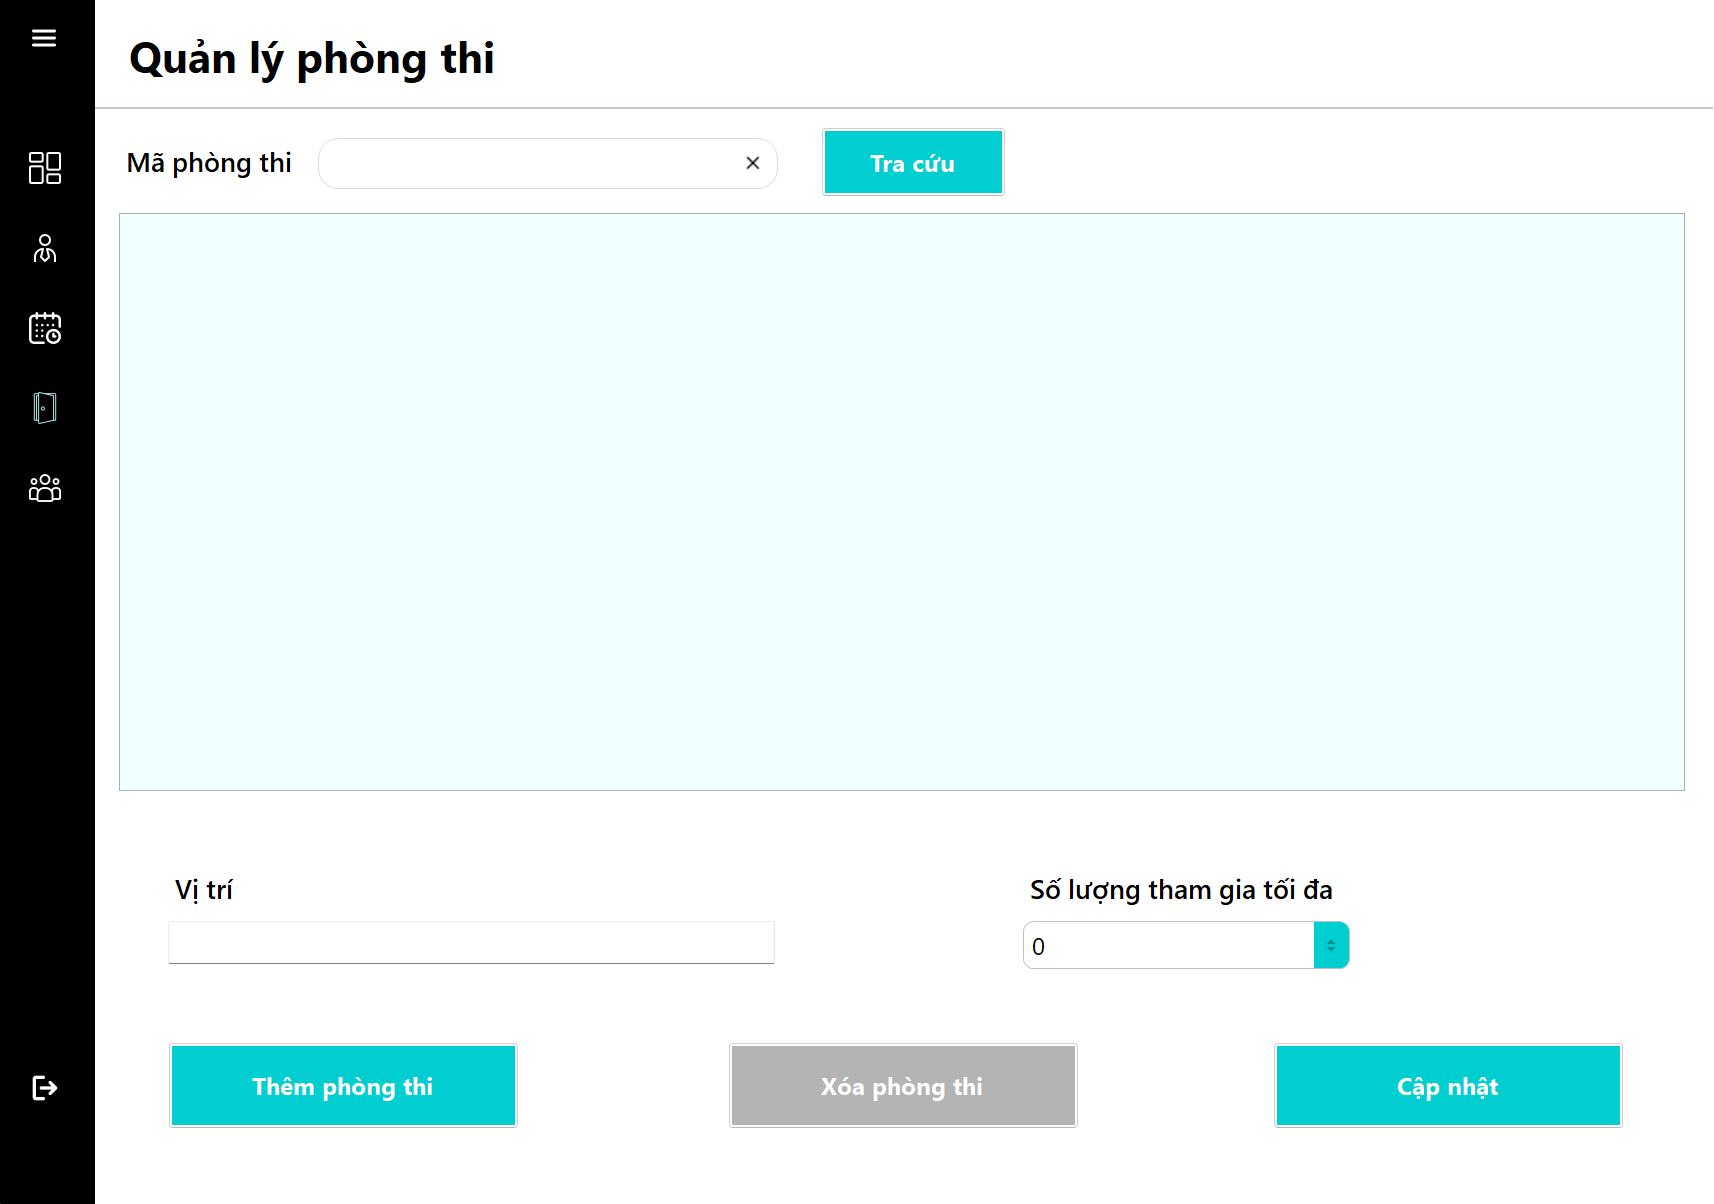 Quản lý phòng thi
Mã phòng thi
Tra cứu
Vị trí
Số lượng tham gia tối đa
0
Thêm phòng thi
Xóa phòng thi
Cập nhật